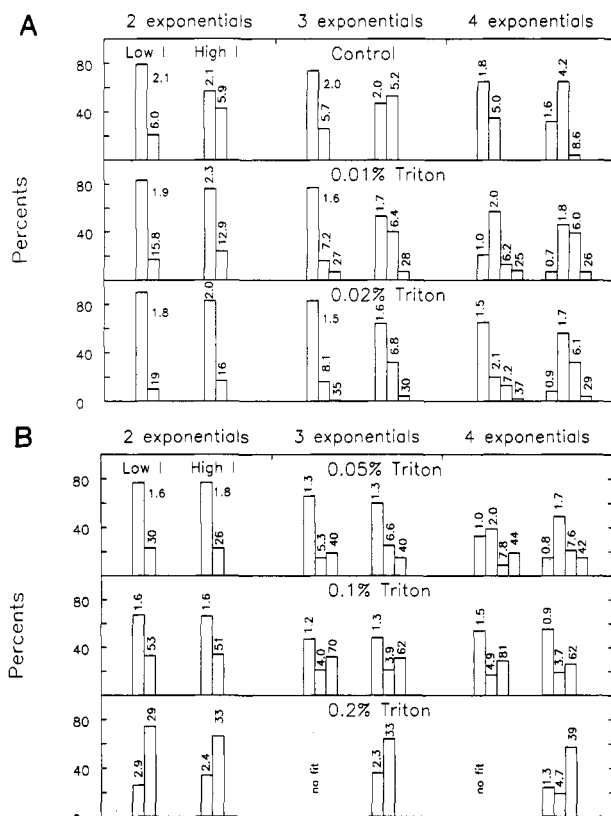 A
2 exponentials 3 exponentials 4 exponentials
Low I High I Control
80
40
2.1 6.0 2.1 5.9 2.0 5.7 2.0 5.2 1.8 5.0 1.6 4.2 8.6
0.01% Triton
80
40
1.9 15.8 2.3 12.9 1.6 7.2 27 1.7 6.4 28 1.0 2.0 6.2 25 0.7 1.8 6.0 26
Percents
0.02% Triton
80
40
0
1.8 19 2.0 16 1.5 8.1 35 1.6 6.8 30 1.5 2.1 7.2 37 0.9 1.7 6.1 29
B
2 exponentials 3 exponentials 4 exponentials
Low I High I 0.05% Triton
80
40
1.6 30 1.8 26 1.3 5.3 40 1.3 6.6 40 1.0 2.0 7.8 44 0.8 1.7 7.6 42
0.1% Triton
80
40
1.6 53 1.6 51 1.2 4.0 70 1.3 3.9 62 1.5 4.9 81 0.9 3.7 62
Percents
0.2% Triton
80
40
2.9 29 2.4 33 no fit 2.3 33 no fit 1.3 4.7 39